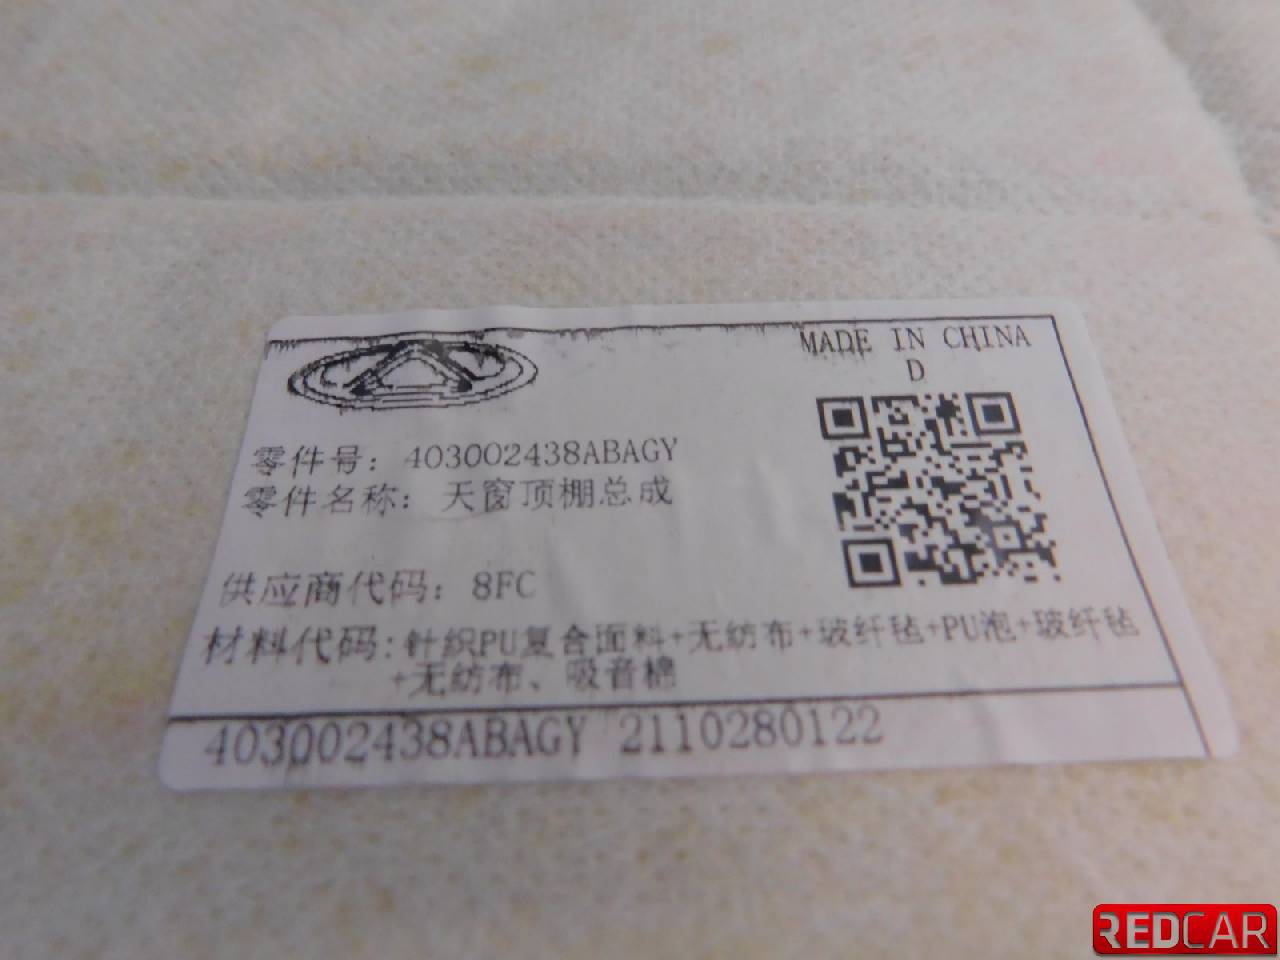 MADE IN CHINA
D
零件号: 403002438ABAGY
零件名称: 天窗顶棚总成
供应商代码: 8FC
材料代码:针织PU复合面料+无纺布+玻纤毡+PU泡+玻纤毡
+无纺布、吸音棉
403002438ABAGY 2110280122
REDCAR